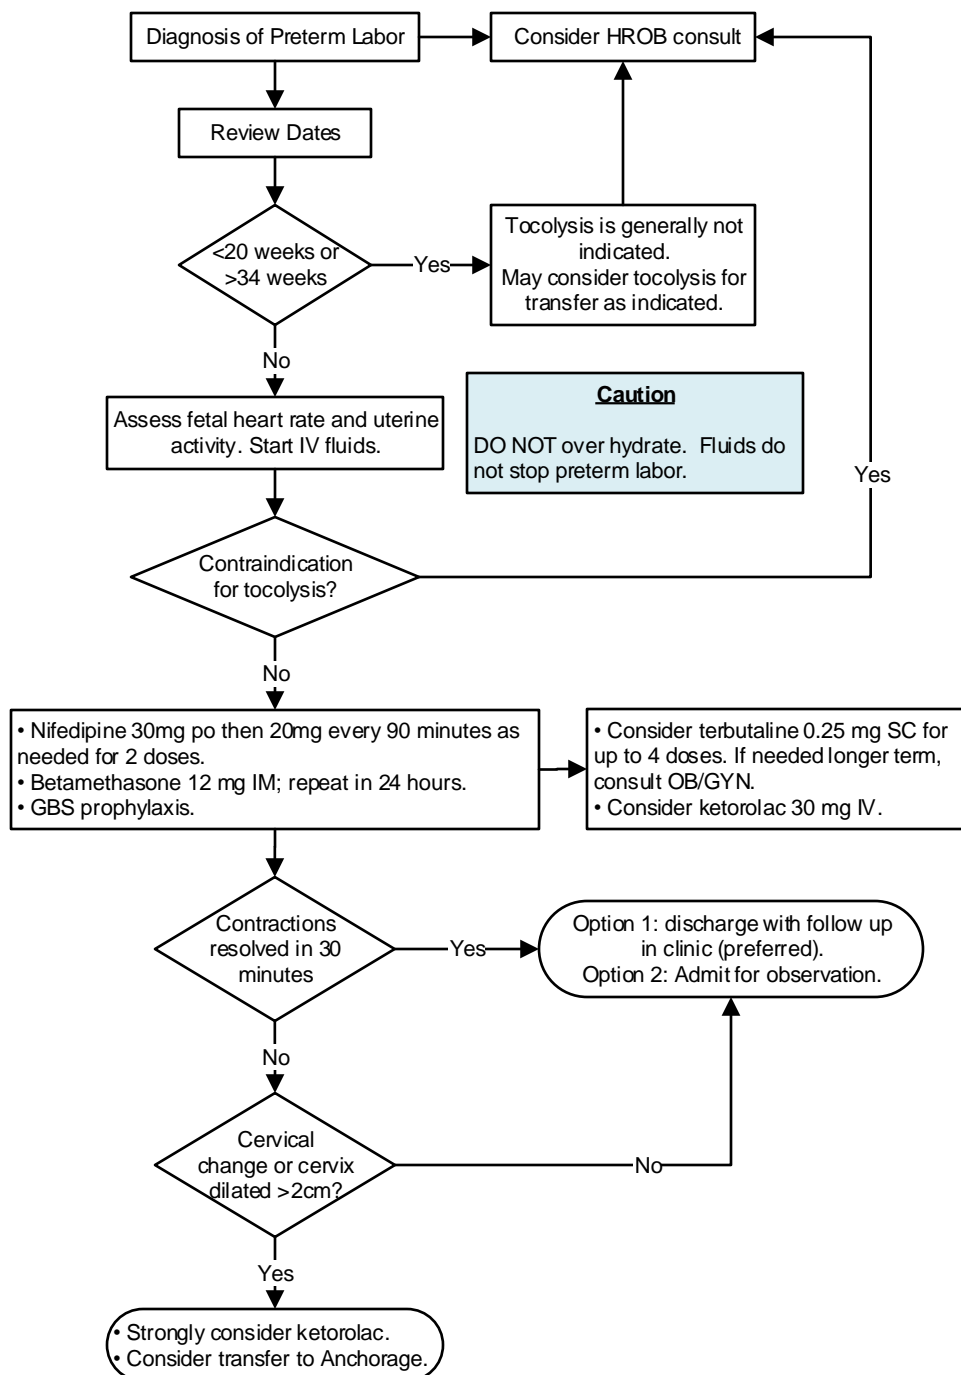 Diagnosis of Preterm Labor
Consider HROB consult
Review Dates
<20 weeks or
>34 weeks
Yes
Tocolysis is generally not
indicated.
May consider tocolysis for
transfer as indicated.
No
Assess fetal heart rate and uterine
activity. Start IV fluids.
Caution
DO NOT over hydrate.  Fluids do
not stop preterm labor.
Yes
Contraindication
for tocolysis?
No
• Nifedipine 30mg po then 20mg every 90 minutes as
needed for 2 doses.
• Betamethasone 12 mg IM; repeat in 24 hours.
• GBS prophylaxis.
• Consider terbutaline 0.25 mg SC for
up to 4 doses. If needed longer term,
consult OB/GYN.
• Consider ketorolac 30 mg IV.
Contractions
resolved in 30
minutes
Yes
Option 1: discharge with follow up
in clinic (preferred).
Option 2: Admit for observation.
No
Cervical
change or cervix
dilated >2cm?
No
Yes
• Strongly consider ketorolac.
• Consider transfer to Anchorage.